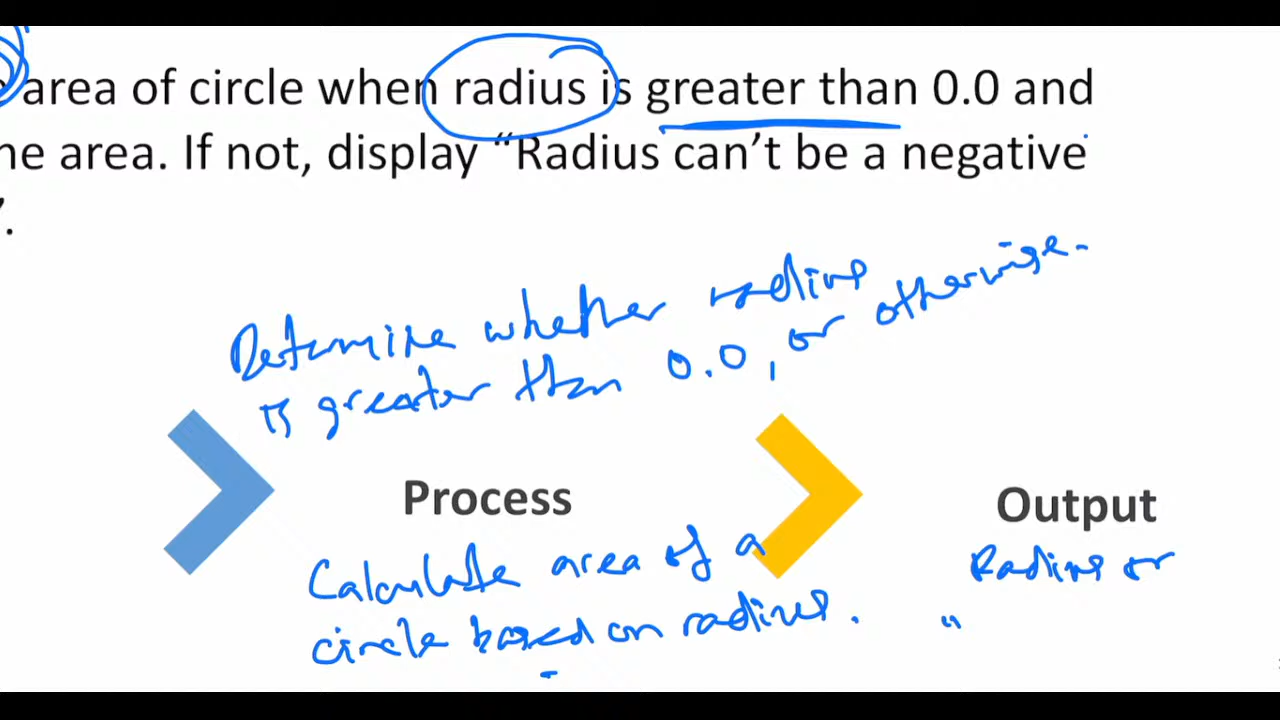 area of circle when radius is greater than 0.0 and
he area. If not, display “Radius can’t be a negative
”.
Determine whether radius
is greater than 0.0, or otherwise.
Process
Output
Calculate area of a
circle based on radius.
Radius or
"